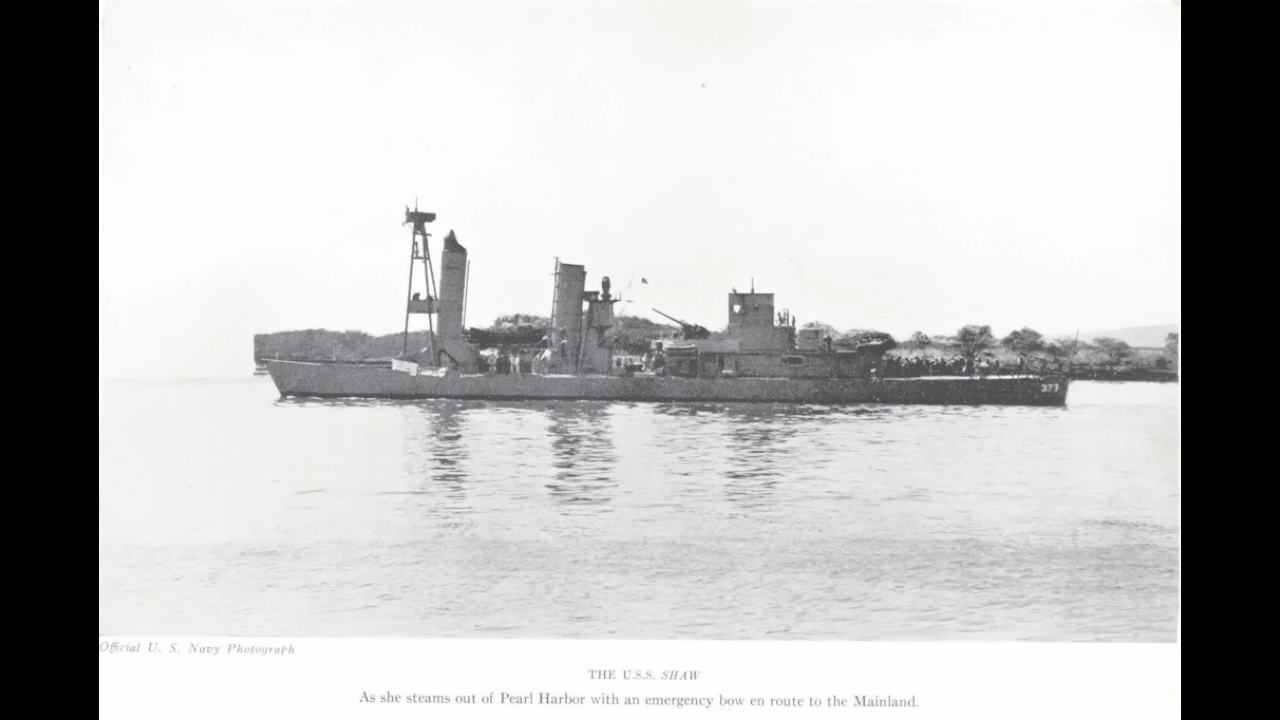 373
Official U. S. Navy Photograph
THE U.S.S. SHAW
As she steams out of Pearl Harbor with an emergency bow en route to the Mainland.